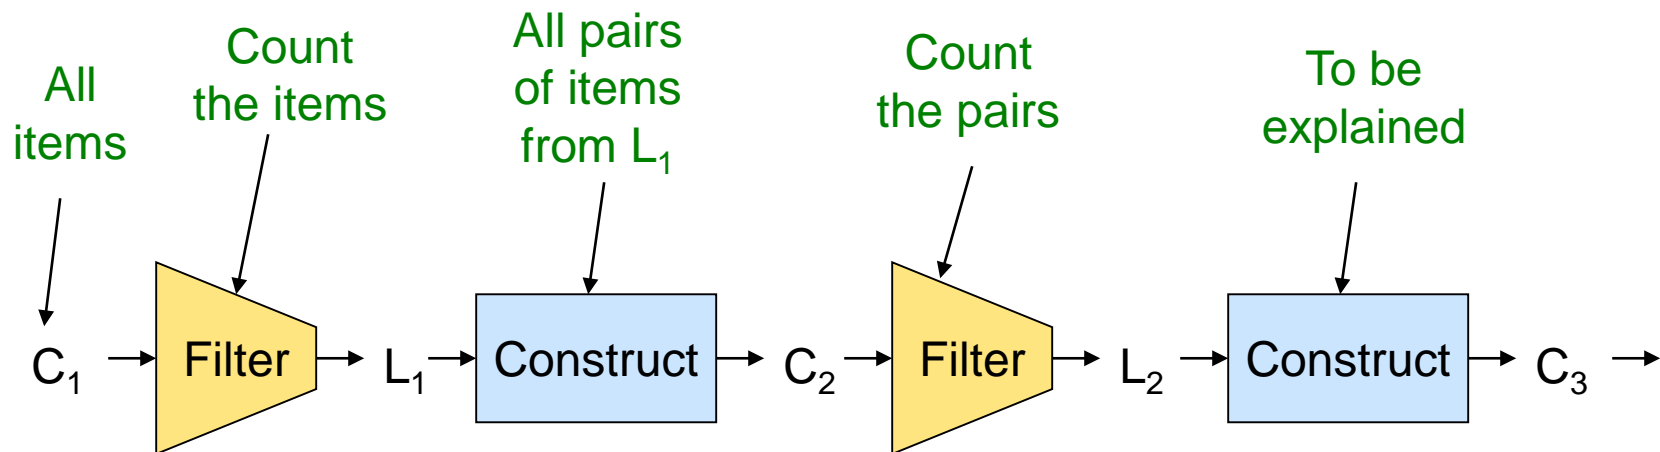 All
items
Count
the items
All pairs
of items
from L₁
Count
the pairs
To be
explained
C₁
Filter
L₁
Construct
C₂
Filter
L₂
Construct
C₃